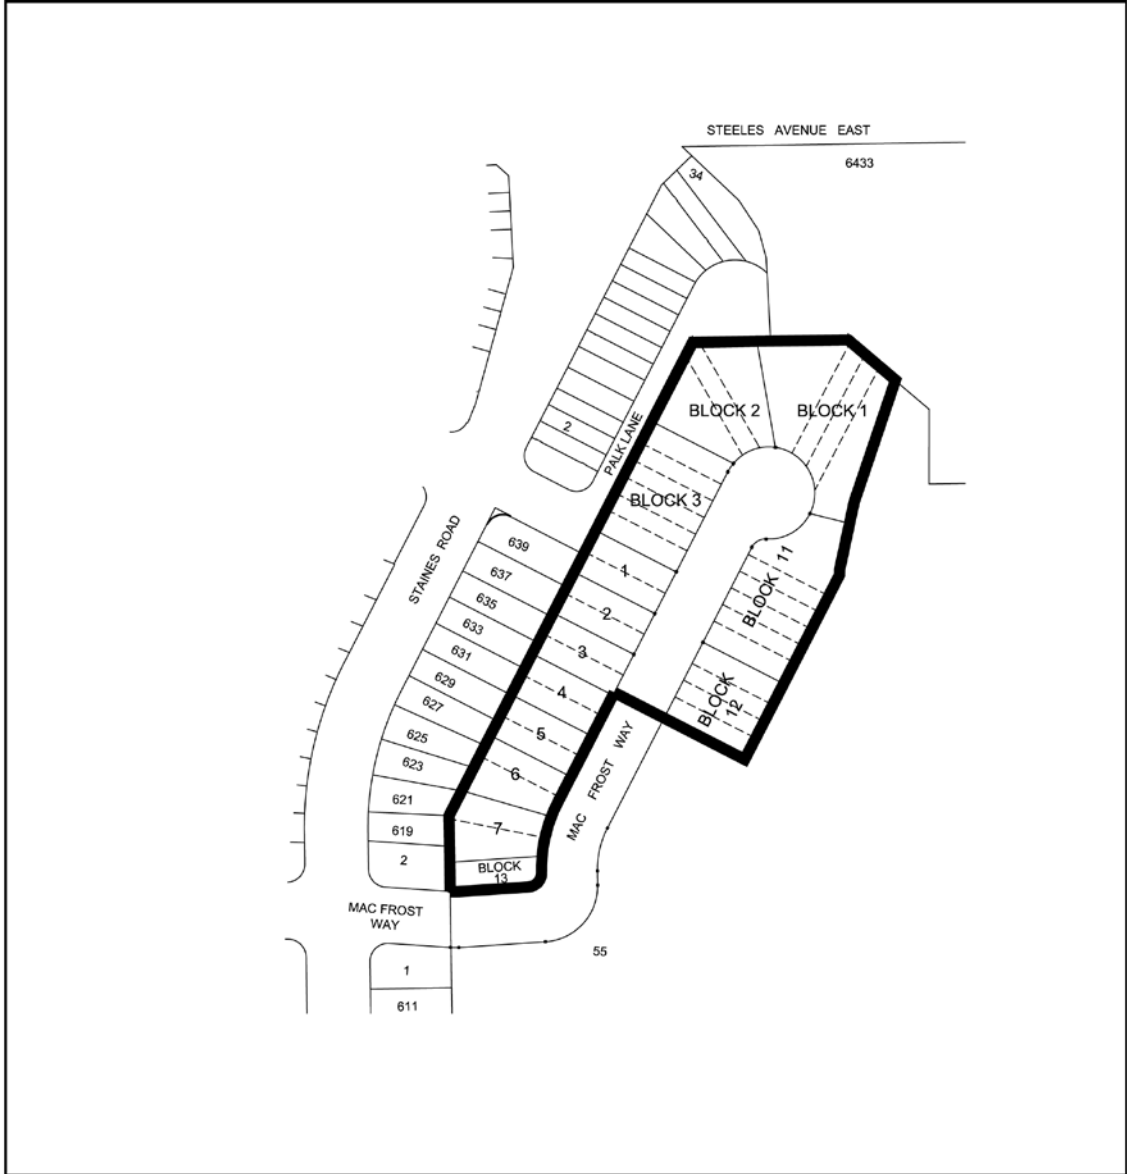 STEELES AVENUE EAST
6433
34
2
PALK LANE
BLOCK 2
BLOCK 1
BLOCK 3
STAINES ROAD
639
637
635
633
631
629
627
625
623
621
619
2
1
2
3
4
5
6
7
BLOCK
13
BLOCK 11
BLOCK
12
MAC FROST WAY
MAC FROST
WAY
55
1
611